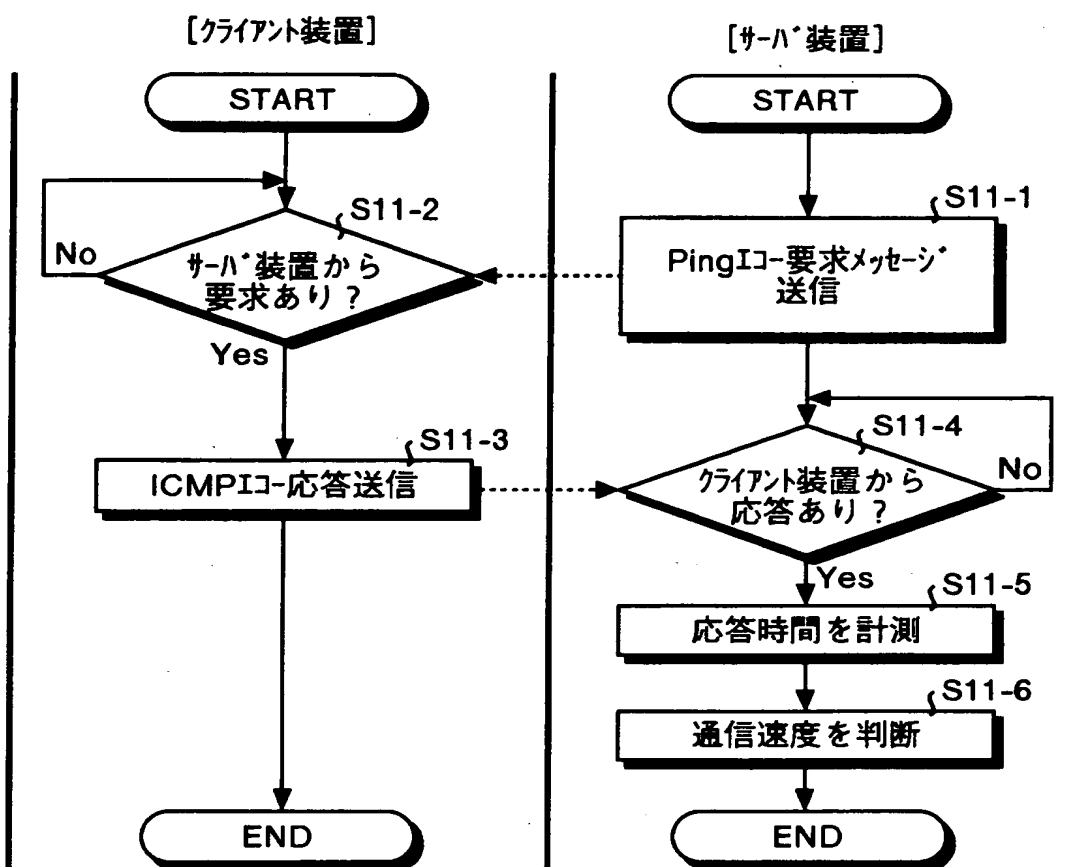 [クライアント装置]
START
S11-2
No
サーバ装置から
要求あり?
Yes
S11-3
ICMPエコー応答送信
END
[サーバ装置]
START
S11-1
Pingエコー要求メッセージ
送信
S11-4
No
クライアント装置から
応答あり?
Yes
S11-5
応答時間を計測
S11-6
通信速度を判断
END